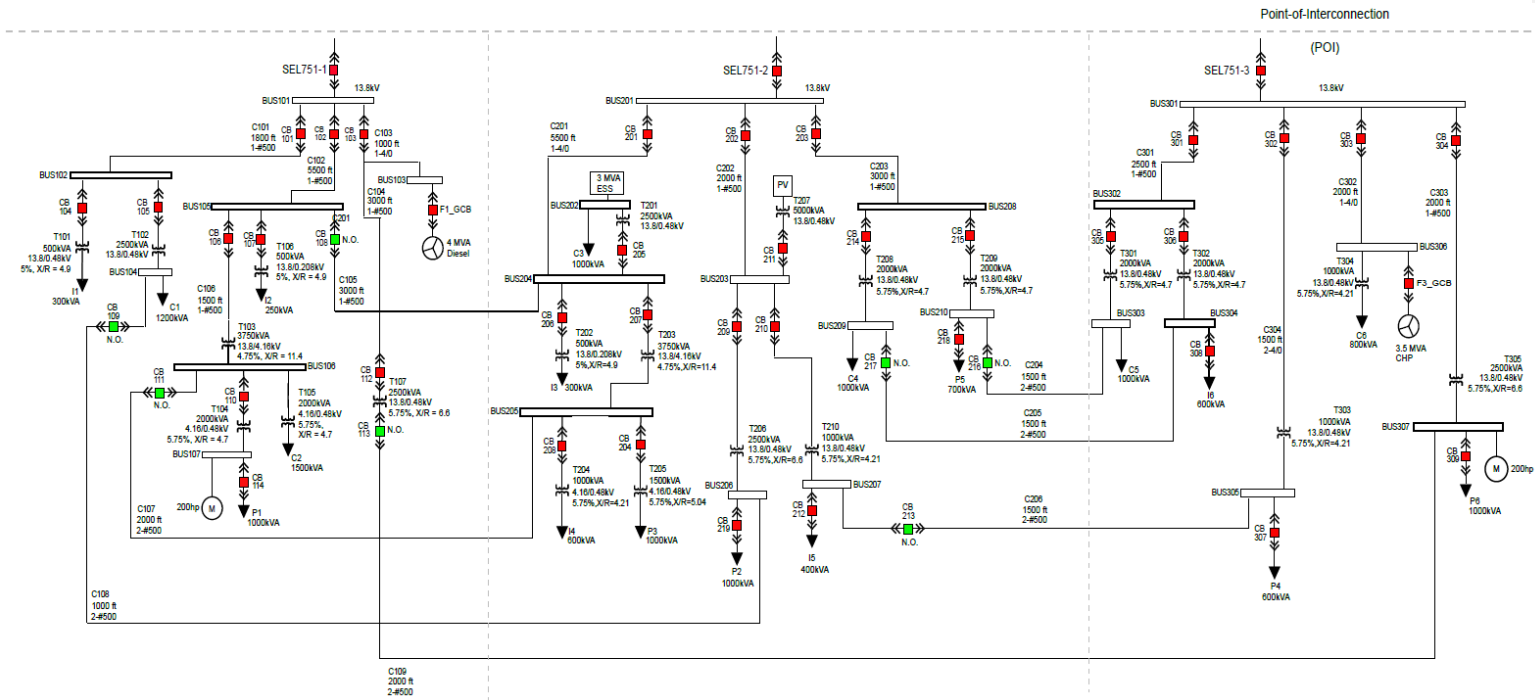 Point-of-Interconnection
(POI)
SEL751-1
13.8kV
BUS101
C101
1800 ft
1-#500
CB
101
CB
102
CB
103
C103
1000 ft
1-4/0
C102
5500 ft
1-#500
BUS102
BUS103
C104
3000 ft
1-#500
CB
104
CB
105
T101
500kVA
13.8/0.48kV
5%, X/R = 4.9
T102
2500kVA
13.8/0.48kV
BUS104
I1
300kVA
C1
1200kVA
CB
109
N.O.
BUS105
CB
106
CB
107
C201
CB
108
N.O.
T106
500kVA
13.8/0.208kV
5%, X/R = 4.9
I2
250kVA
F1_GCB
4 MVA
Diesel
C105
3000 ft
1-#500
C106
1500 ft
1-#500
T103
3750kVA
13.8/4.16kV
4.75%, X/R = 11.4
BUS106
CB
111
N.O.
CB
110
T104
2000kVA
4.16/0.48kV
5.75%, X/R = 4.7
T105
2000kVA
4.16/0.48kV
5.75%,
X/R = 4.7
C2
1500kVA
BUS107
CB
114
200hp
M
P1
1000kVA
CB
112
T107
2500kVA
13.8/0.48kV
5.75%, X/R = 6.6
CB
113
N.O.
C107
2000 ft
2-#500
C108
1000 ft
2-#500
C109
2000 ft
2-#500
SEL751-2
13.8kV
BUS201
C201
5500 ft
1-4/0
CB
201
CB
202
CB
203
C202
2000 ft
1-#500
C203
3000 ft
1-#500
3 MVA
ESS
BUS202
T201
2500kVA
13.8/0.48kV
C3
1000kVA
CB
205
PV
T207
5000kVA
13.8/0.48kV
CB
211
BUS204
BUS203
CB
206
CB
207
T202
500kVA
13.8/0.208kV
5%,X/R=4.9
T203
3750kVA
13.8/4.16kV
4.75%,X/R=11.4
I3
300kVA
CB
209
CB
210
BUS205
CB
208
CB
204
T204
1000kVA
4.16/0.48kV
5.75%,X/R=4.21
T205
1500kVA
4.16/0.48kV
5.75%,X/R=5.04
I4
600kVA
P3
1000kVA
T206
2500kVA
13.8/0.48kV
5.75%,X/R=6.6
T210
1000kVA
13.8/0.48kV
5.75%,X/R=4.21
BUS206
BUS207
CB
219
CB
212
P2
1000kVA
I5
400kVA
CB
213
N.O.
BUS208
CB
214
CB
215
T208
2000kVA
13.8/0.48kV
5.75%,X/R=4.7
T209
2000kVA
13.8/0.48kV
5.75%,X/R=4.7
BUS209
BUS210
C4
1000kVA
CB
217
N.O.
CB
218
P5
700kVA
CB
216
N.O.
C204
1500 ft
2-#500
C205
1500 ft
2-#500
C206
1500 ft
2-#500
SEL751-3
13.8kV
BUS301
CB
301
CB
302
CB
303
CB
304
C301
2500 ft
1-#500
C302
2000 ft
1-4/0
C303
2000 ft
1-#500
BUS302
CB
305
CB
306
T301
2000kVA
13.8/0.48kV
5.75%,X/R=4.7
T302
2000kVA
13.8/0.48kV
5.75%,X/R=4.7
BUS303
BUS304
C5
1000kVA
CB
308
I6
600kVA
BUS306
T304
1000kVA
13.8/0.48kV
5.75%,X/R=4.21
F3_GCB
C6
800kVA
3.5 MVA
CHP
C304
1500 ft
2-4/0
T303
1000kVA
13.8/0.48kV
5.75%,X/R=4.21
BUS305
CB
307
P4
600kVA
T305
2500kVA
13.8/0.48kV
5.75%,X/R=6.6
BUS307
CB
309
M
200hp
P6
1000kVA